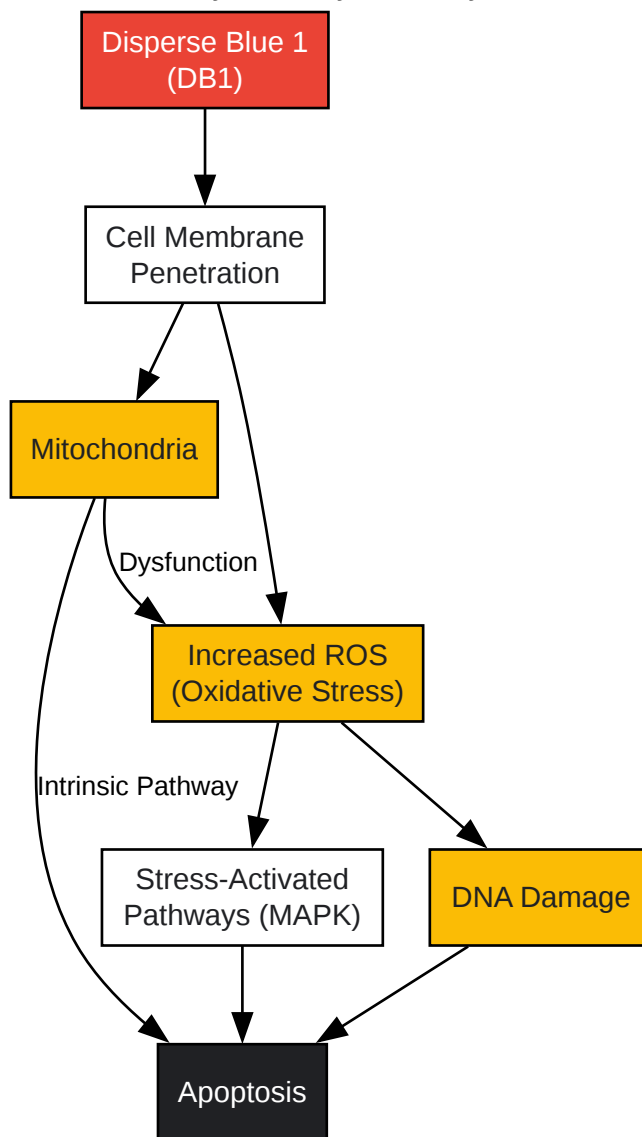 Disperse Blue 1
(DB1)
Cell Membrane
Penetration
Mitochondria
Dysfunction
Increased ROS
(Oxidative Stress)
Intrinsic Pathway
Stress-Activated
Pathways (MAPK)
DNA Damage
Apoptosis